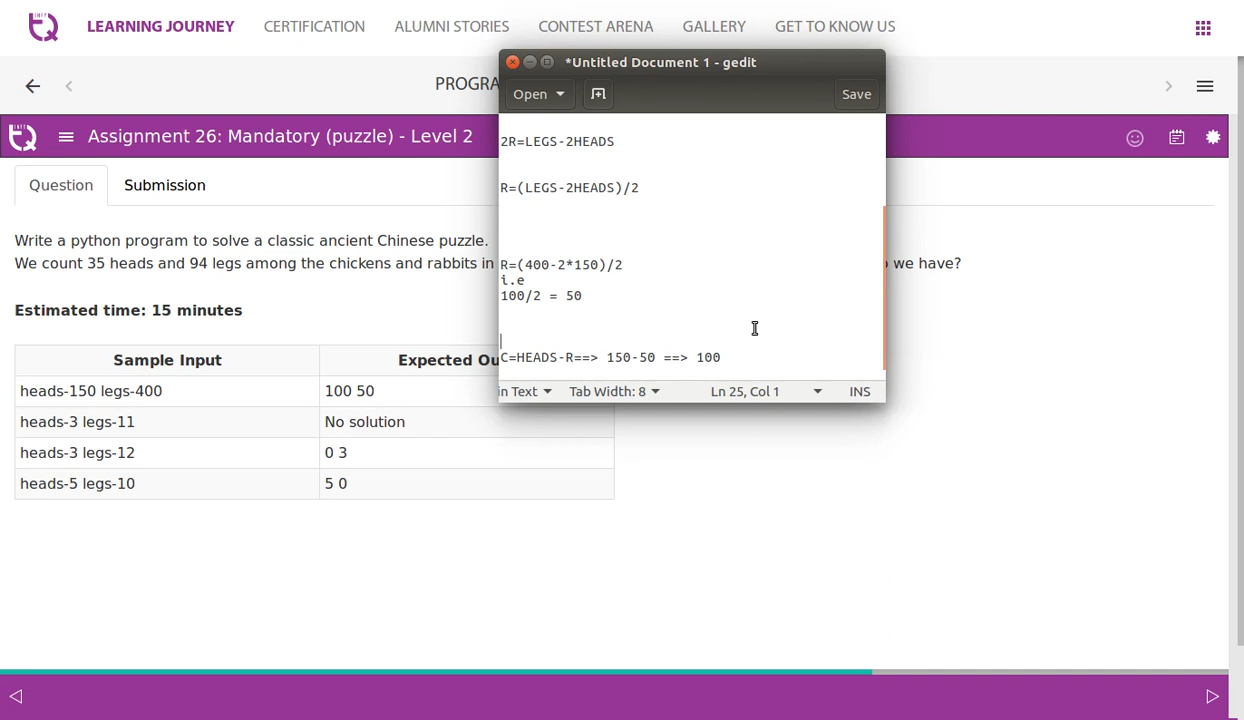 LEARNING JOURNEY CERTIFICATION ALUMNI STORIES CONTEST ARENA GALLERY GET TO KNOW US
PROGRA
*Untitled Document 1 - gedit
Open Save
Assignment 26: Mandatory (puzzle) - Level 2
Question Submission
2R=LEGS-2HEADS
R=(LEGS-2HEADS)/2
Write a python program to solve a classic ancient Chinese puzzle.
We count 35 heads and 94 legs among the chickens and rabbits in we have?
R=(400-2*150)/2
i.e
100/2 = 50
Estimated time: 15 minutes
C=HEADS-R==> 150-50 ==> 100
in Text Tab Width: 8 Ln 25, Col 1 INS
Sample Input Expected Ou
heads-150 legs-400 100 50
heads-3 legs-11 No solution
heads-3 legs-12 0 3
heads-5 legs-10 5 0